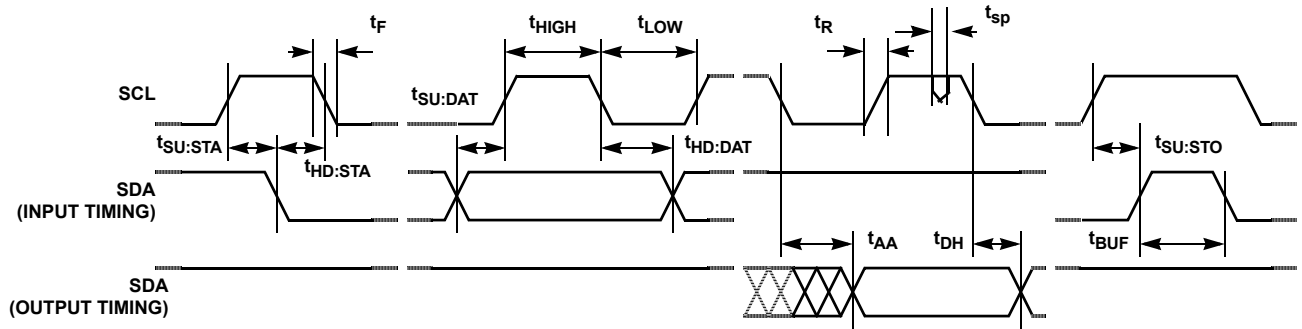 tF
tHIGH
tLOW
tR
tsp
SCL
tSU:DAT
tSU:STA
tHD:STA
tHD:DAT
tSU:STO
SDA
(INPUT TIMING)
tAA
tDH
tBUF
SDA
(OUTPUT TIMING)